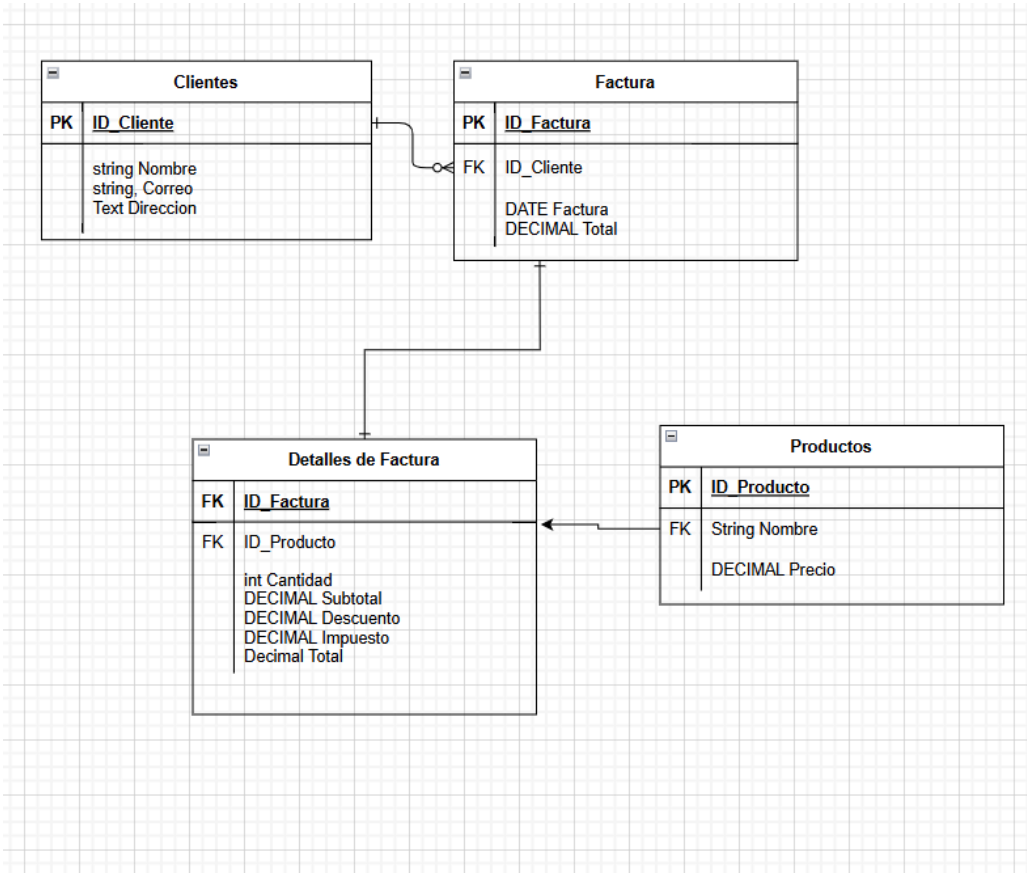 Clientes
PK ID_Cliente
string Nombre
string, Correo
Text Direccion
Factura
PK ID_Factura
FK ID_Cliente
DATE Factura
DECIMAL Total
Detalles de Factura
FK ID_Factura
FK ID_Producto
int Cantidad
DECIMAL Subtotal
DECIMAL Descuento
DECIMAL Impuesto
Decimal Total
Productos
PK ID_Producto
FK String Nombre
DECIMAL Precio